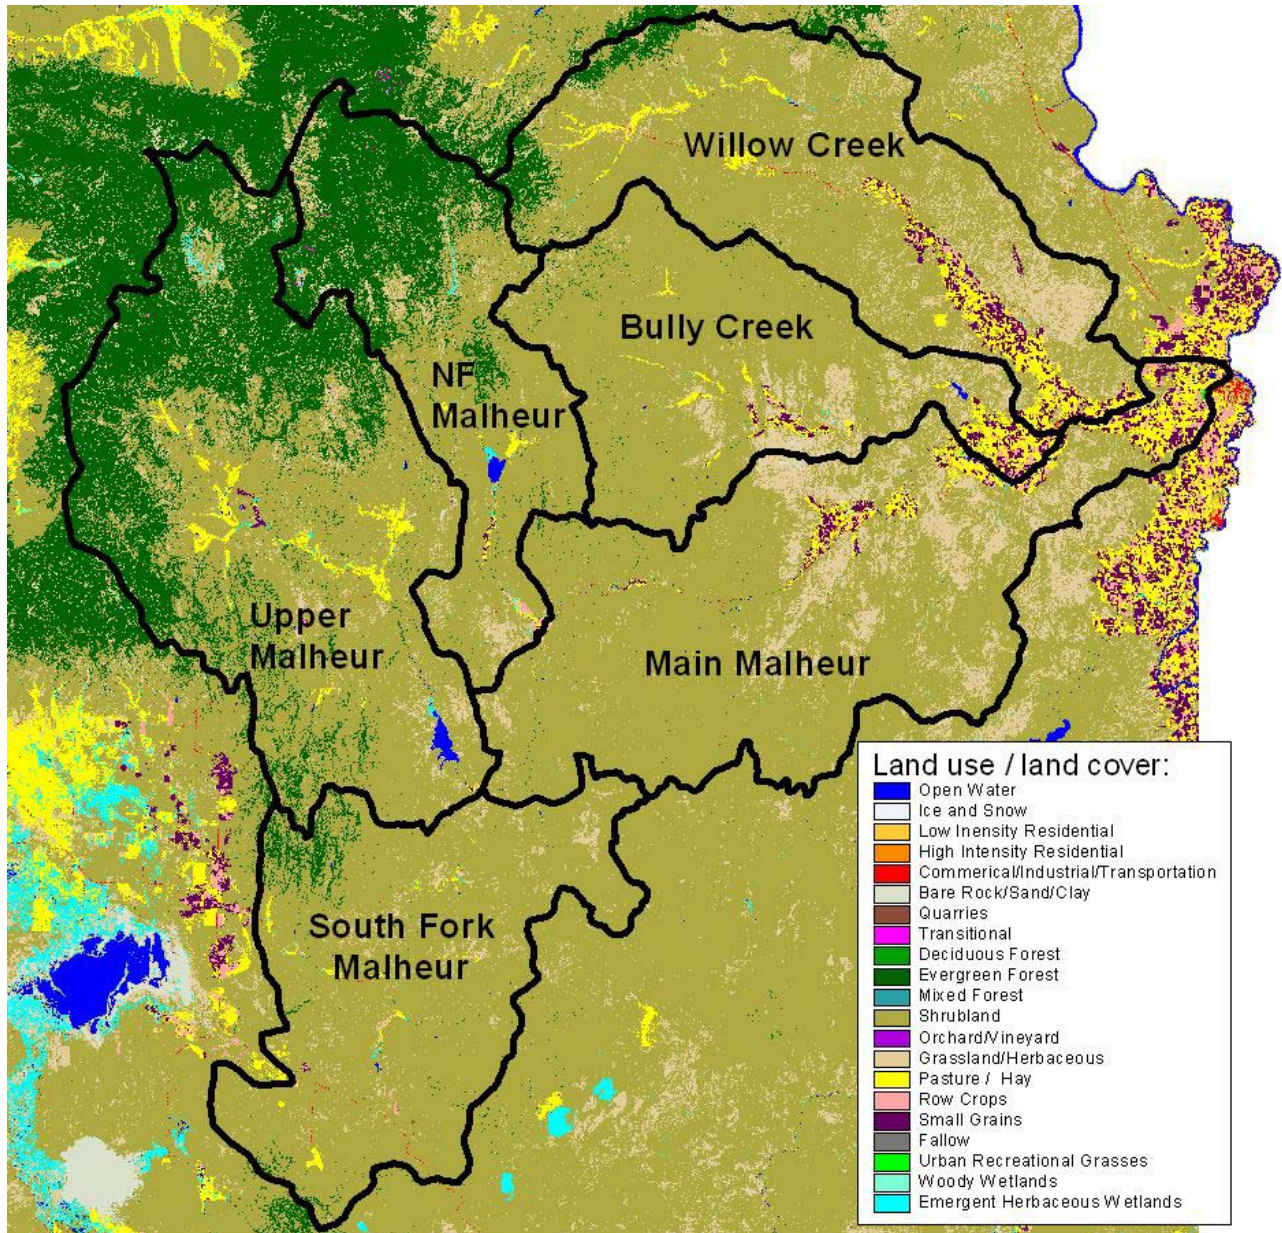 Willow Creek
Bully Creek
NF
Malheur
Upper
Malheur
Main Malheur
South Fork
Malheur
Land use / land cover:
Open Water
Ice and Snow
Low Inensity Residential
High Intensity Residential
Commerical/Industrial/Transportation
Bare Rock/Sand/Clay
Quarries
Transitional
Deciduous Forest
Evergreen Forest
Mixed Forest
Shrubland
Orchard/Vineyard
Grassland/Herbaceous
Pasture / Hay
Row Crops
Small Grains
Fallow
Urban Recreational Grasses
Woody Wetlands
Emergent Herbaceous Wetlands